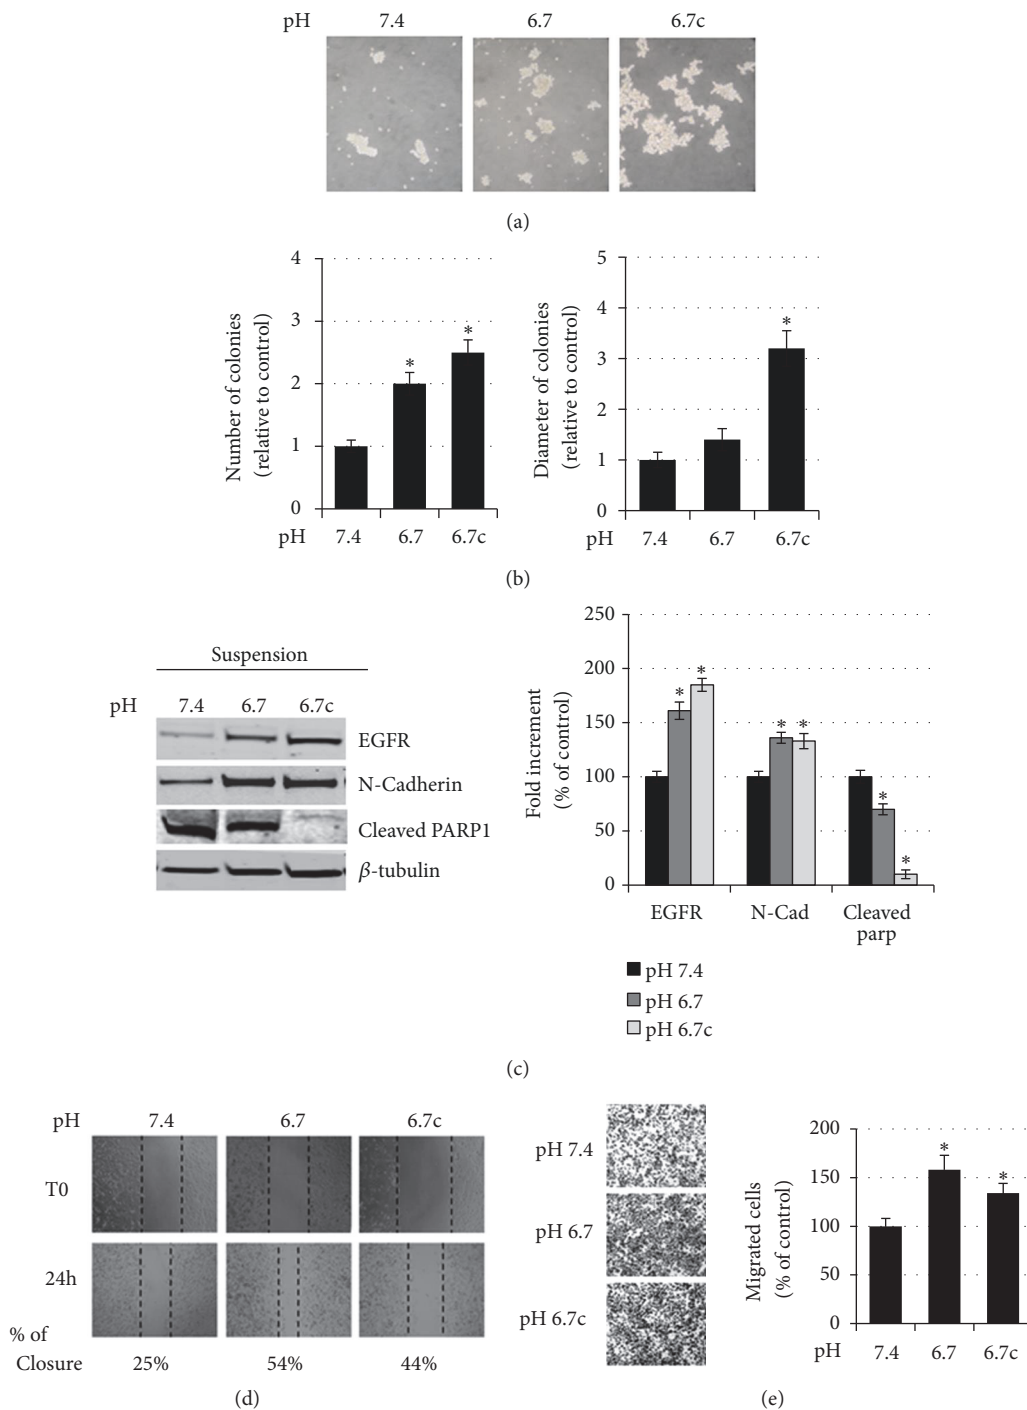 pH 7.4 6.7 6.7c
(a)
4
3
2
1
0
Number of colonies
(relative to control)
* *
pH 7.4 6.7 6.7c
5
4
3
2
1
0
Diameter of colonies
(relative to control)
*
pH 7.4 6.7 6.7c
(b)
Suspension
pH 7.4 6.7 6.7c
EGFR
N-Cadherin
Cleaved PARP1
β-tubulin
250
200
150
100
50
0
Fold increment
(% of control)
* * * * * *
EGFR N-Cad Cleaved
parp
pH 7.4
pH 6.7
pH 6.7c
(c)
pH 7.4 6.7 6.7c
T0
24h
% of
Closure 25% 54% 44%
(d)
pH 7.4
pH 6.7
pH 6.7c
200
150
100
50
0
Migrated cells
(% of control)
* *
pH 7.4 6.7 6.7c
(e)